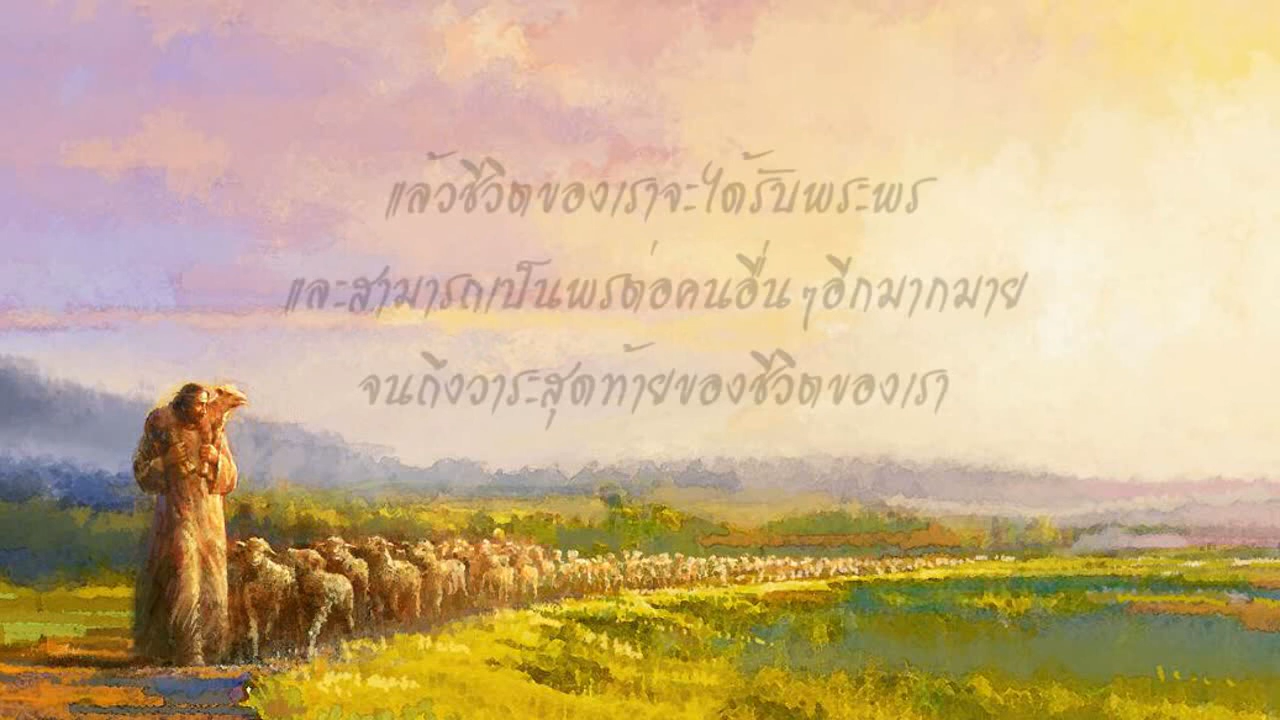 แล้วชีวิตของเราจะได้รับพระพร
และสามารถเป็นพรต่อคนอื่นๆอีกมากมาย
จนถึงวาระสุดท้ายของชีวิตของเรา